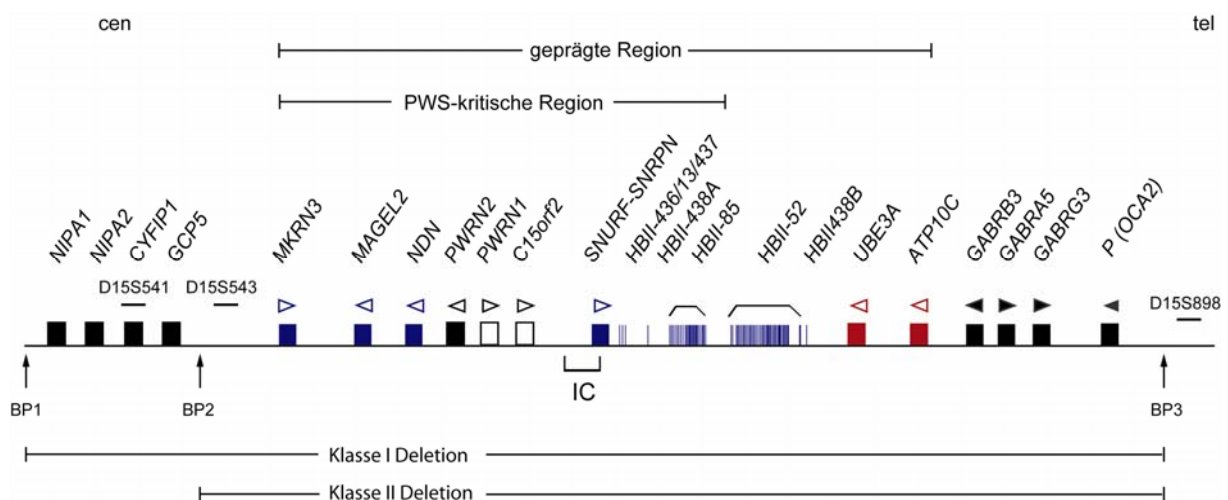 cen
tel
geprägte Region
PWS-kritische Region
NIPA1
NIPA2
CYFIP1
GCP5
MKRN3
MAGEL2
NDN
PWRN2
PWRN1
C15orf2
SNURF-SNRPN
HBII-436/13/437
HBII-438A
HBII-85
HBII-52
HBII438B
UBE3A
ATP10C
GABRB3
GABRA5
GABRG3
P (OCA2)
D15S541
D15S543
D15S898
IC
BP1
BP2
BP3
Klasse I Deletion
Klasse II Deletion